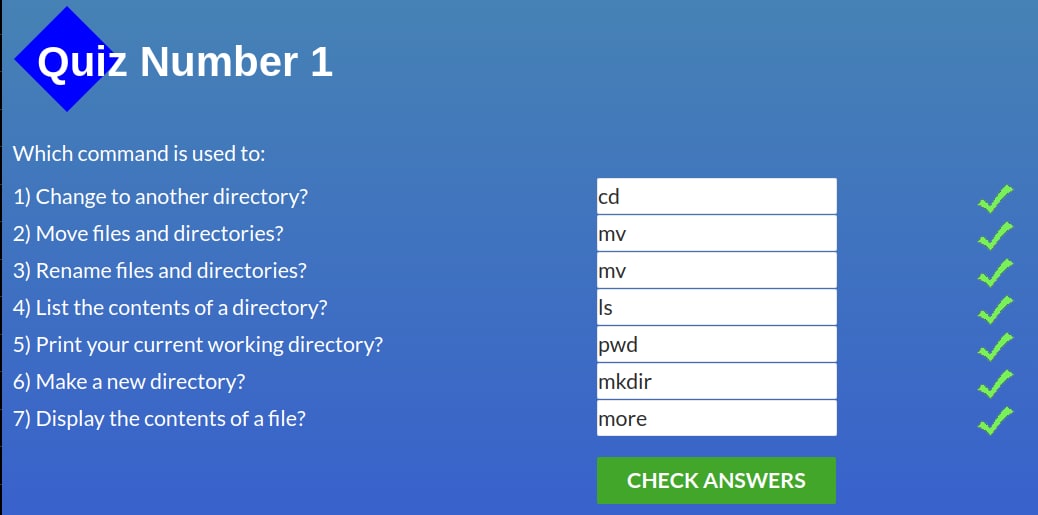 Quiz Number 1
Which command is used to:
1) Change to another directory? cd
2) Move files and directories? mv
3) Rename files and directories? mv
4) List the contents of a directory? ls
5) Print your current working directory? pwd
6) Make a new directory? mkdir
7) Display the contents of a file? more
CHECK ANSWERS